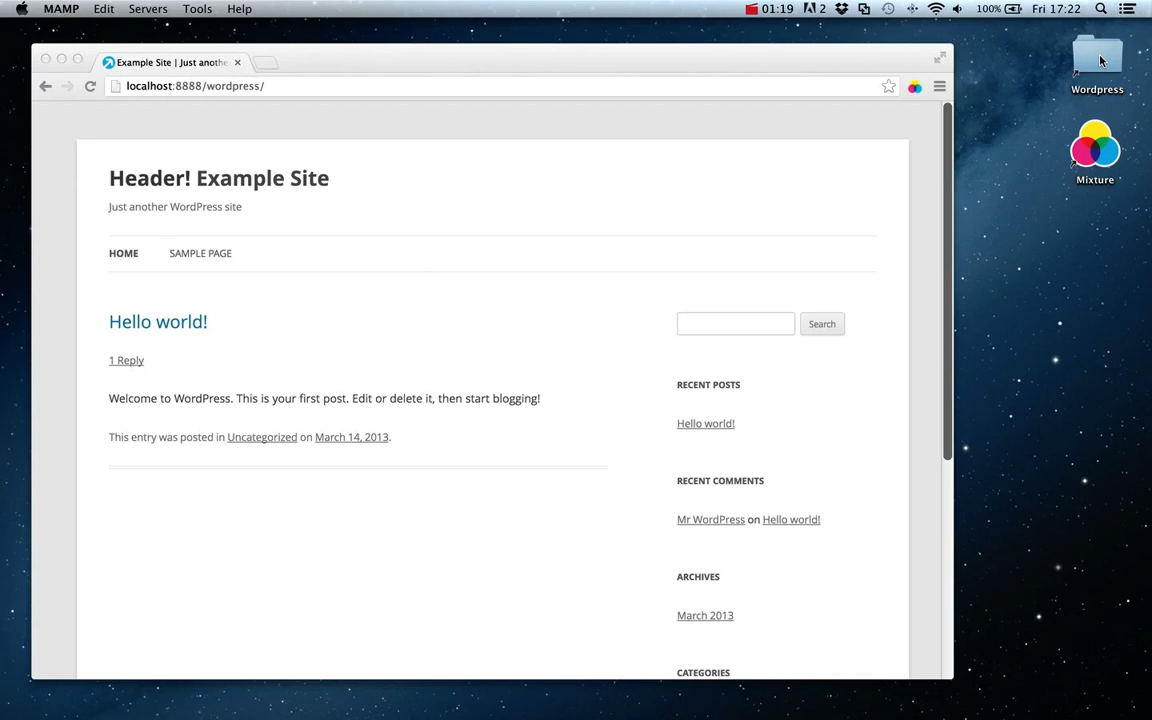 MAMP Edit Servers Tools Help 01:19 2 100% Fri 17:22
Example Site | Just anothe
localhost:8888/wordpress/
Wordpress
Mixture
Header! Example Site
Just another WordPress site
HOME SAMPLE PAGE
Hello world!
Search
1 Reply
RECENT POSTS
Welcome to WordPress. This is your first post. Edit or delete it, then start blogging!
Hello world!
This entry was posted in Uncategorized on March 14, 2013.
RECENT COMMENTS
Mr WordPress on Hello world!
ARCHIVES
March 2013
CATEGORIES